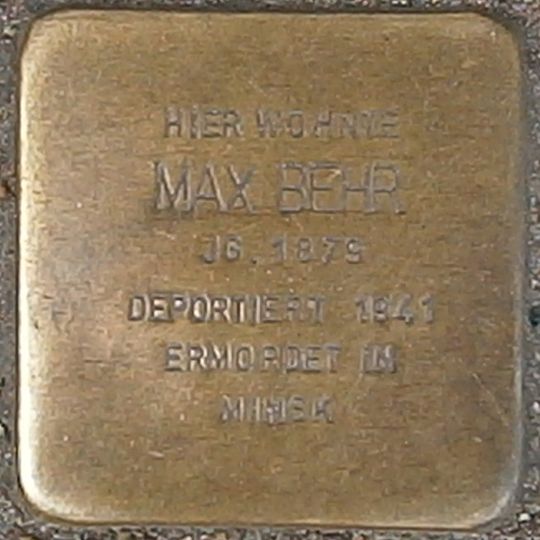 HIER WOHNTE
MAX BEHR
JG. 1879
DEPORTIERT 1941
ERMORDET IN
MINSK